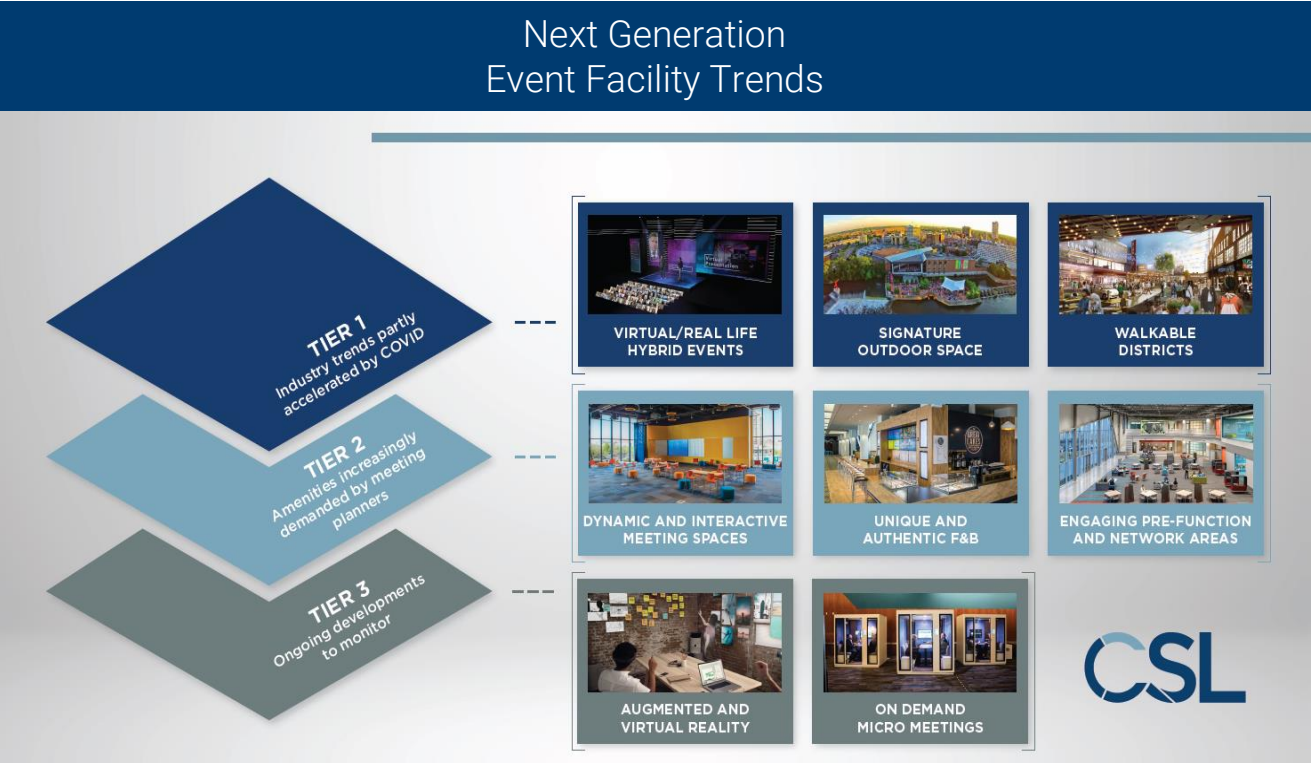 Next Generation
Event Facility Trends
TIER 1
Industry trends partly
accelerated by COVID
VIRTUAL/REAL LIFE
HYBRID EVENTS
SIGNATURE
OUTDOOR SPACE
WALKABLE
DISTRICTS
TIER 2
Amenities increasingly
demanded by meeting
planners
DYNAMIC AND INTERACTIVE
MEETING SPACES
UNIQUE AND
AUTHENTIC F&B
ENGAGING PRE-FUNCTION
AND NETWORK AREAS
TIER 3
Ongoing developments
to monitor
AUGMENTED AND
VIRTUAL REALITY
ON DEMAND
MICRO MEETINGS
CSL
Virtual
Presentation